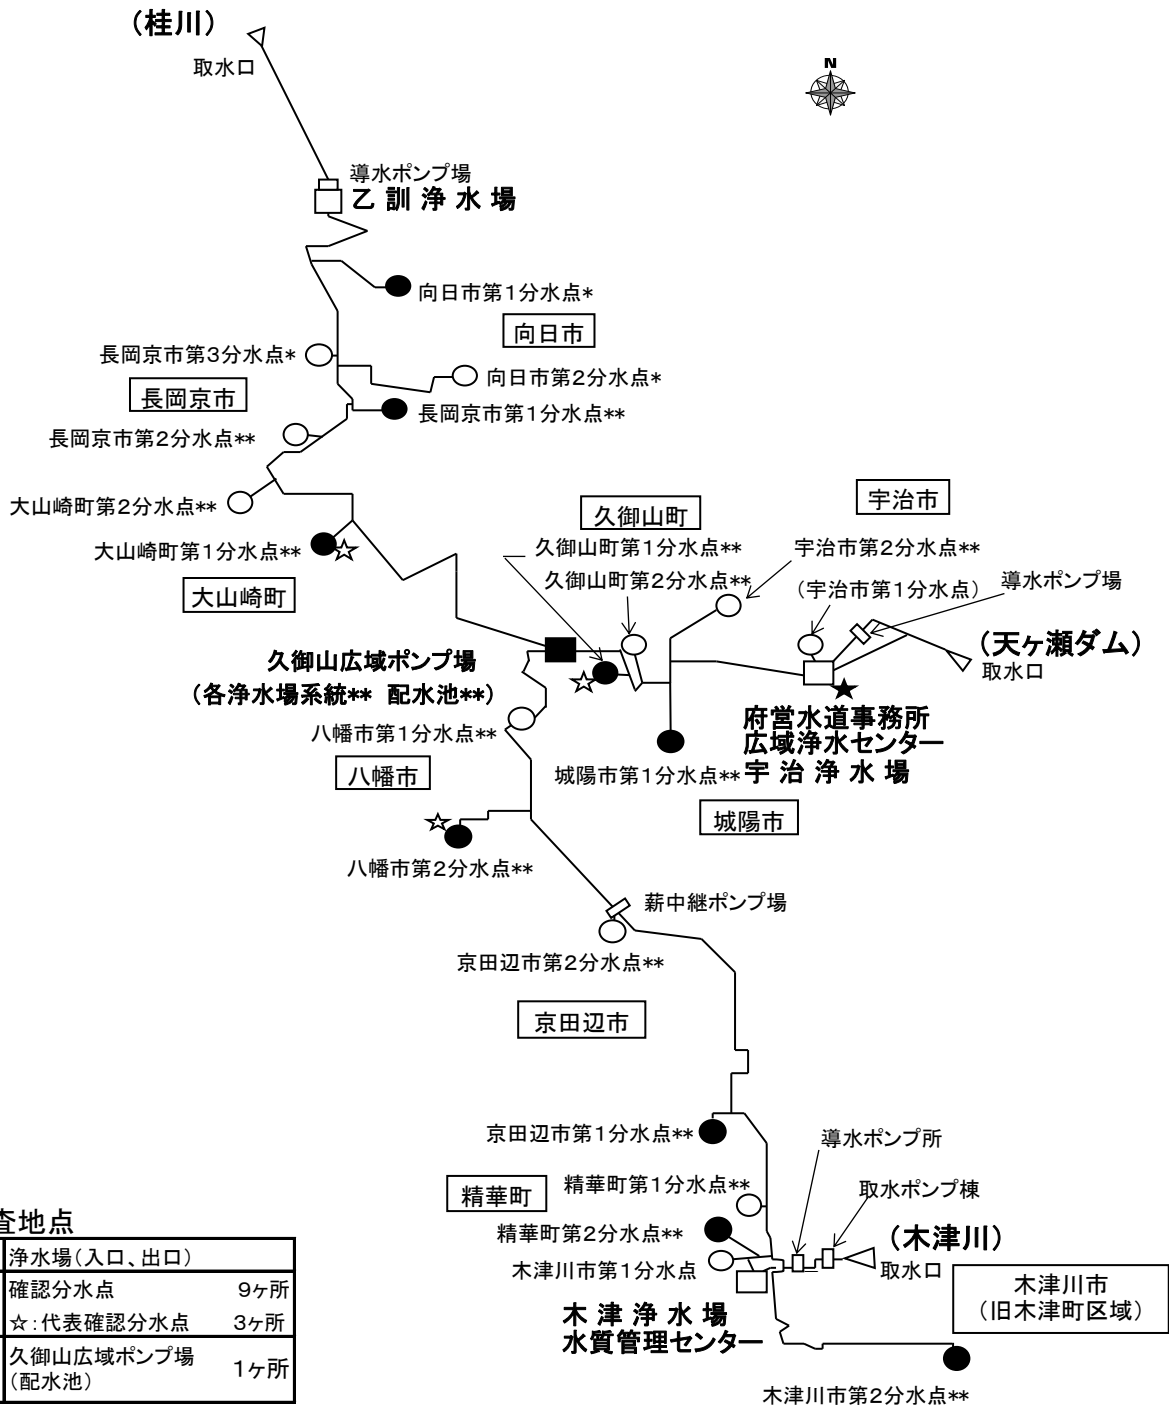 （桂川）
取水口
N
導水ポンプ場
乙 訓 浄 水 場
向日市第1分水点*
向日市
長岡京市第3分水点*
向日市第2分水点*
長岡京市
長岡京市第1分水点**
長岡京市第2分水点**
大山崎町第2分水点**
大山崎町第1分水点**
大山崎町
久御山町
宇治市
久御山町第1分水点**
宇治市第2分水点**
久御山町第2分水点**
（宇治市第1分水点）
導水ポンプ場
（天ヶ瀬ダム）
取水口
久御山広域ポンプ場
（各浄水場系統** 配水池**）
府営水道事務所
広域浄水センター
宇 治 浄 水 場
八幡市第1分水点**
八幡市
城陽市第1分水点**
城陽市
八幡市第2分水点**
薪中継ポンプ場
京田辺市第2分水点**
京田辺市
京田辺市第1分水点**
導水ポンプ所
精華町
精華町第1分水点**
取水ポンプ棟
精華町第2分水点**
（木津川）
取水口
木津川市第1分水点
木津川市
（旧木津町区域）
木 津 浄 水 場
水質管理センター
木津川市第2分水点**
査地点
浄水場（入口、出口）
確認分水点 9ヶ所
☆：代表確認分水点 3ヶ所
久御山広域ポンプ場
（配水池） 1ヶ所